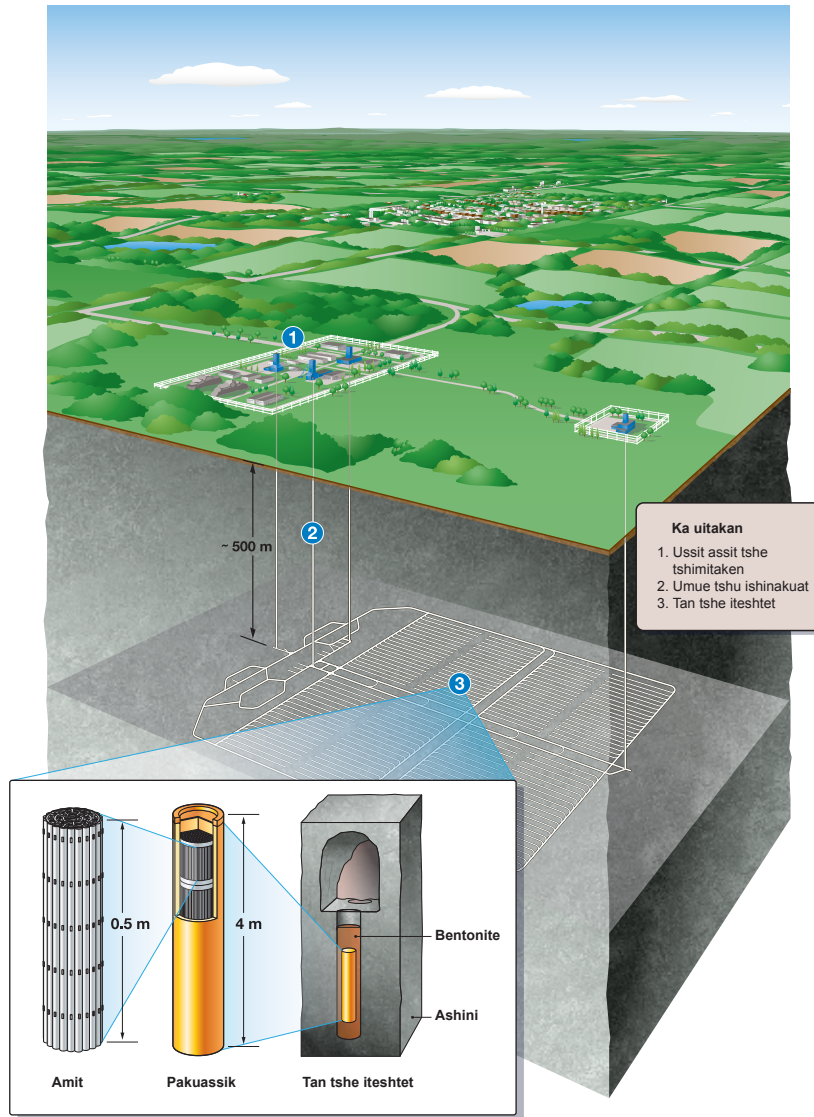 1
2
~ 500 m
Ka uitakan
1. Ussit assit tshe
tshimitaken
2. Umue tshu ishinakuat
3. Tan tshe iteshtet
3
0.5 m
4 m
Bentonite
Ashini
Amit
Pakuassik
Tan tshe iteshtet